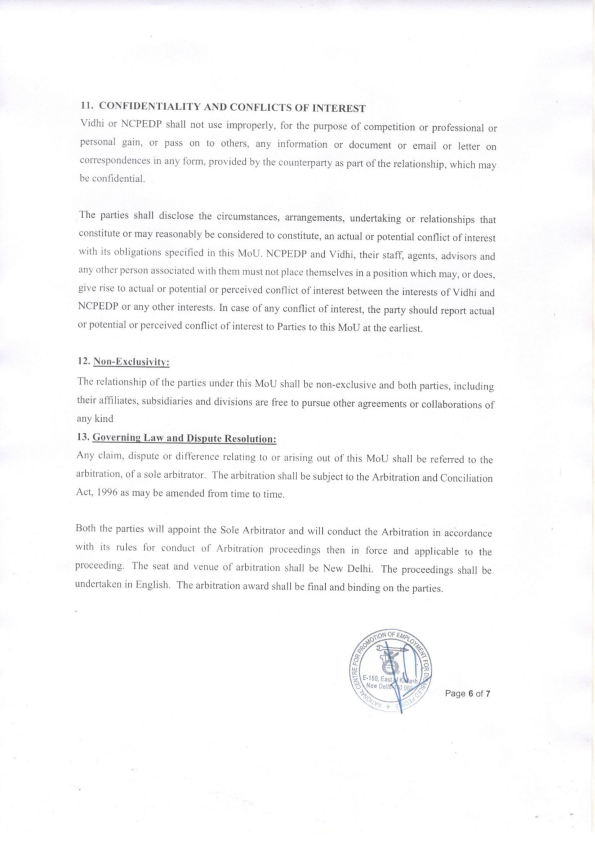 11. CONFIDENTIALITY AND CONFLICTS OF INTEREST
Vidhi or NCPEDP shall not use improperly, for the purpose of competition or professional or
personal gain, or pass on to others, any information or document or email or letter on
correspondences in any form, provided by the counterparty as part of the relationship, which may
be confidential.
The parties shall disclose the circumstances, arrangements, undertaking or relationships that
constitute or may reasonably be considered to constitute, an actual or potential conflict of interest
with its obligations specified in this MoU. NCPEDP and Vidhi, their staff, agents, advisors and
any other person associated with them must not place themselves in a position which may, or does,
give rise to actual or potential or perceived conflict of interest between the interests of Vidhi and
NCPEDP or any other interests. In case of any conflict of interest, the party should report actual
or potential or perceived conflict of interest to Parties to this MoU at the earliest.
12. Non-Exclusivity:
The relationship of the parties under this MoU shall be non-exclusive and both parties, including
their affiliates, subsidiaries and divisions are free to pursue other agreements or collaborations of
any kind
13. Governing Law and Dispute Resolution:
Any claim, dispute or difference relating to or arising out of this MoU shall be referred to the
arbitration, of a sole arbitrator. The arbitration shall be subject to the Arbitration and Conciliation
Act, 1996 as may be amended from time to time.
Both the parties will appoint the Sole Arbitrator and will conduct the Arbitration in accordance
with its rules for conduct of Arbitration proceedings then in force and applicable to the
proceeding. The seat and venue of arbitration shall be New Delhi. The proceedings shall be
undertaken in English. The arbitration award shall be final and binding on the parties.
NATIONAL CENTRE FOR PROMOTION OF EMPLOYMENT FOR
East
New Delhi
Page 6 of 7